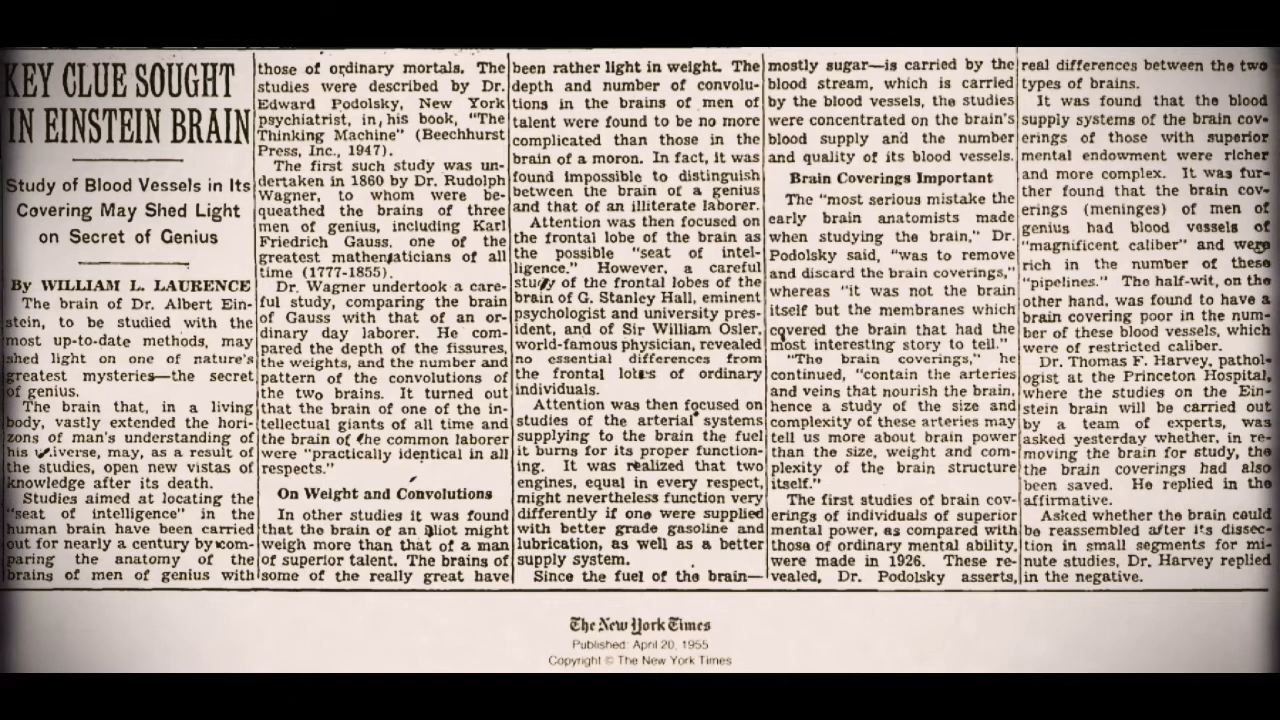 KEY CLUE SOUGHT
IN EINSTEIN BRAIN
Study of Blood Vessels in Its
Covering May Shed Light
on Secret of Genius
By WILLIAM L. LAURENCE
The brain of Dr. Albert Ein-
stein, to be studied with the
most up-to-date methods, may
shed light on one of nature's
greatest mysteries—the secret
of genius.
The brain that, in a living
body, vastly extended the hori-
zons of man's understanding of
his universe, may, as a result of
the studies, open new vistas of
knowledge after its death.
Studies aimed at locating the
"seat of intelligence" in the
human brain have been carried
out for nearly a century by com-
paring the anatomy of the
brains of men of genius with
those of ordinary mortals. The
studies were described by Dr.
Edward Podolsky, New York
psychiatrist, in his book, "The
Thinking Machine" (Beechhurst
Press, Inc., 1947).
The first such study was un-
dertaken in 1860 by Dr. Rudolph
Wagner, to whom were be-
queathed the brains of three
men of genius, including Karl
Friedrich Gauss, one of the
greatest mathematicians of all
time (1777-1855).
Dr. Wagner undertook a care-
ful study, comparing the brain
of Gauss with that of an or-
dinary day laborer. He com-
pared the depth of the fissures,
the weights, and the number and
pattern of the convolutions of
the two brains. It turned out
that the brain of one of the in-
tellectual giants of all time and
the brain of the common laborer
were "practically identical in all
respects."
On Weight and Convolutions
In other studies it was found
that the brain of an idiot might
weigh more than that of a man
of superior talent. The brains of
some of the really great have
been rather light in weight. The
depth and number of convolu-
tions in the brains of men of
talent were found to be no more
complicated than those in the
brain of a moron. In fact, it was
found impossible to distinguish
between the brain of a genius
and that of an illiterate laborer.
Attention was then focused on
the frontal lobe of the brain as
the possible "seat of intel-
ligence." However, a careful
study of the frontal lobes of the
brain of G. Stanley Hall, eminent
psychologist and university pres-
ident, and of Sir William Osler,
world-famous physician, revealed
no essential differences from
the frontal lobes of ordinary
individuals.
Attention was then focused on
studies of the arterial systems
supplying to the brain the fuel
it burns for its proper function-
ing. It was realized that two
engines, equal in every respect,
might nevertheless function very
differently if one were supplied
with better grade gasoline and
lubrication, as well as a better
supply system.
Since the fuel of the brain—
mostly sugar—is carried by the
blood stream, which is carried
by the blood vessels, the studies
were concentrated on the brain's
blood supply and the number
and quality of its blood vessels.
Brain Coverings Important
The "most serious mistake the
early brain anatomists made
when studying the brain," Dr.
Podolsky said, "was to remove
and discard the brain coverings,"
whereas "it was not the brain
itself but the membranes which
covered the brain that had the
most interesting story to tell."
"The brain coverings," he
continued, "contain the arteries
and veins that nourish the brain,
hence a study of the size and
complexity of these arteries may
tell us more about brain power
than the size, weight and com-
plexity of the brain structure
itself."
The first studies of brain cov-
erings of individuals of superior
mental power, as compared with
those of ordinary mental ability,
were made in 1926. These re-
vealed, Dr. Podolsky asserts,
real differences between the two
types of brains.
It was found that the blood
supply systems of the brain cov-
erings of those with superior
mental endowment were richer
and more complex. It was fur-
ther found that the brain cov-
erings (meninges) of men of
genius had blood vessels of
"magnificent caliber" and were
rich in the number of these
"pipelines." The half-wit, on the
other hand, was found to have a
brain covering poor in the num-
ber of these blood vessels, which
were of restricted caliber.
Dr. Thomas F. Harvey, pathol-
ogist at the Princeton Hospital,
where the studies on the Ein-
stein brain will be carried out
by a team of experts, was
asked yesterday whether, in re-
moving the brain for study, the
the brain coverings had also
been saved. He replied in the
affirmative.
Asked whether the brain could
be reassembled after its dissec-
tion in small segments for mi-
nute studies, Dr. Harvey replied
in the negative.
The New York Times
Published: April 20, 1955
Copyright © The New York Times